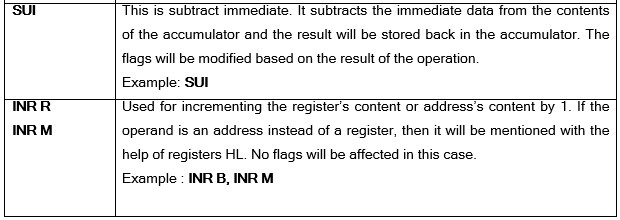 SUI
This is subtract immediate. It subtracts the immediate data from the contents
of the accumulator and the result will be stored back in the accumulator. The
flags will be modified based on the result of the operation.
Example: SUI
INR R
INR M
Used for incrementing the register's content or address's content by 1. If the
operand is an address instead of a register, then it will be mentioned with the
help of registers HL. No flags will be affected in this case.
Example : INR B, INR M